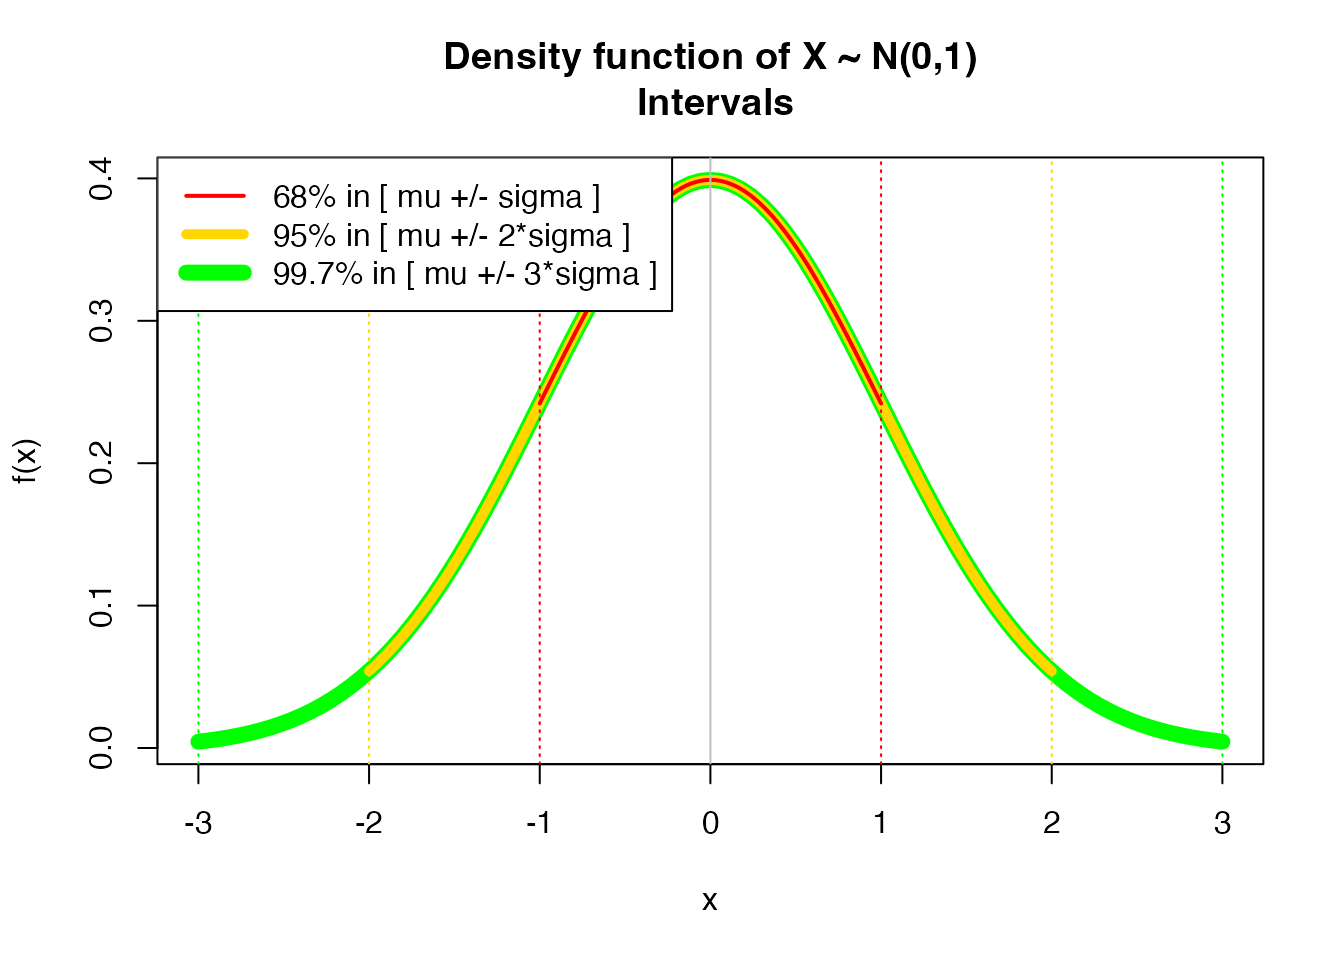 Density function of X ~ N(0,1)
Intervals
68% in [ mu +/- sigma ]
95% in [ mu +/- 2*sigma ]
99.7% in [ mu +/- 3*sigma ]
f(x)
0.4
0.3
0.2
0.1
0.0
-3 -2 -1 0 1 2 3
x